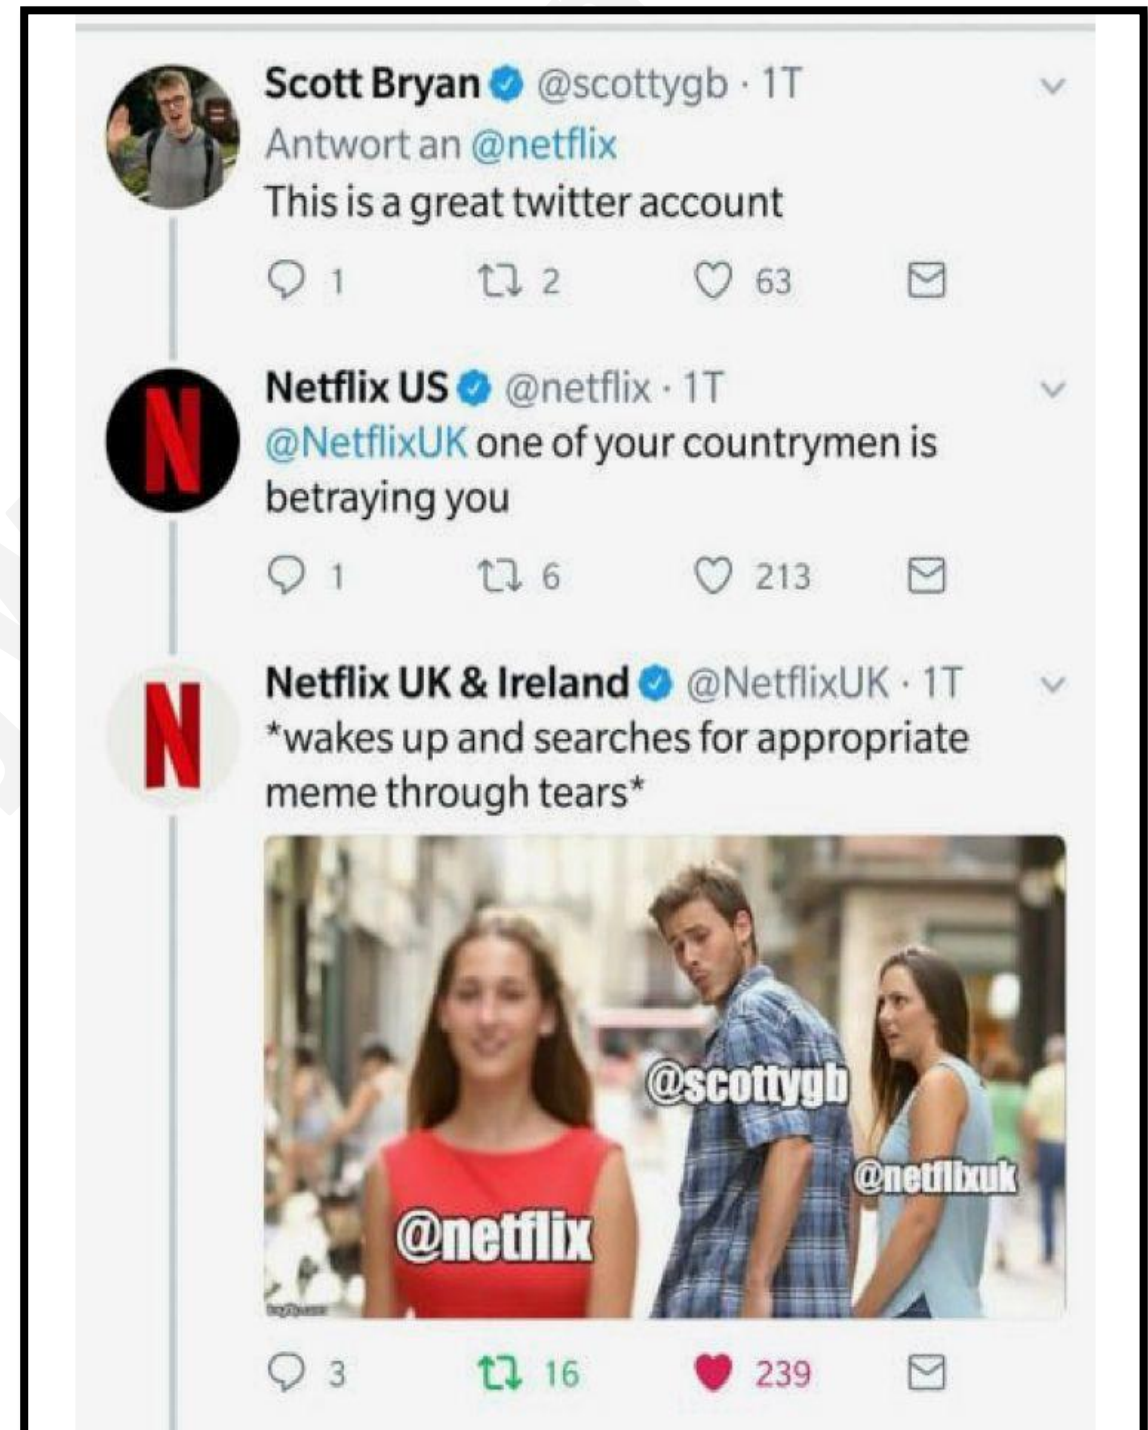 Scott Bryan @scottygb · 1T
Antwort an @netflix
This is a great twitter account
1 2 63
Netflix US @netflix · 1T
@NetflixUK one of your countrymen is
betraying you
1 6 213
Netflix UK & Ireland @NetflixUK · 1T
*wakes up and searches for appropriate
meme through tears*
@scottygb
@netflixuk
@netflix
imgflip.com
3 16 239